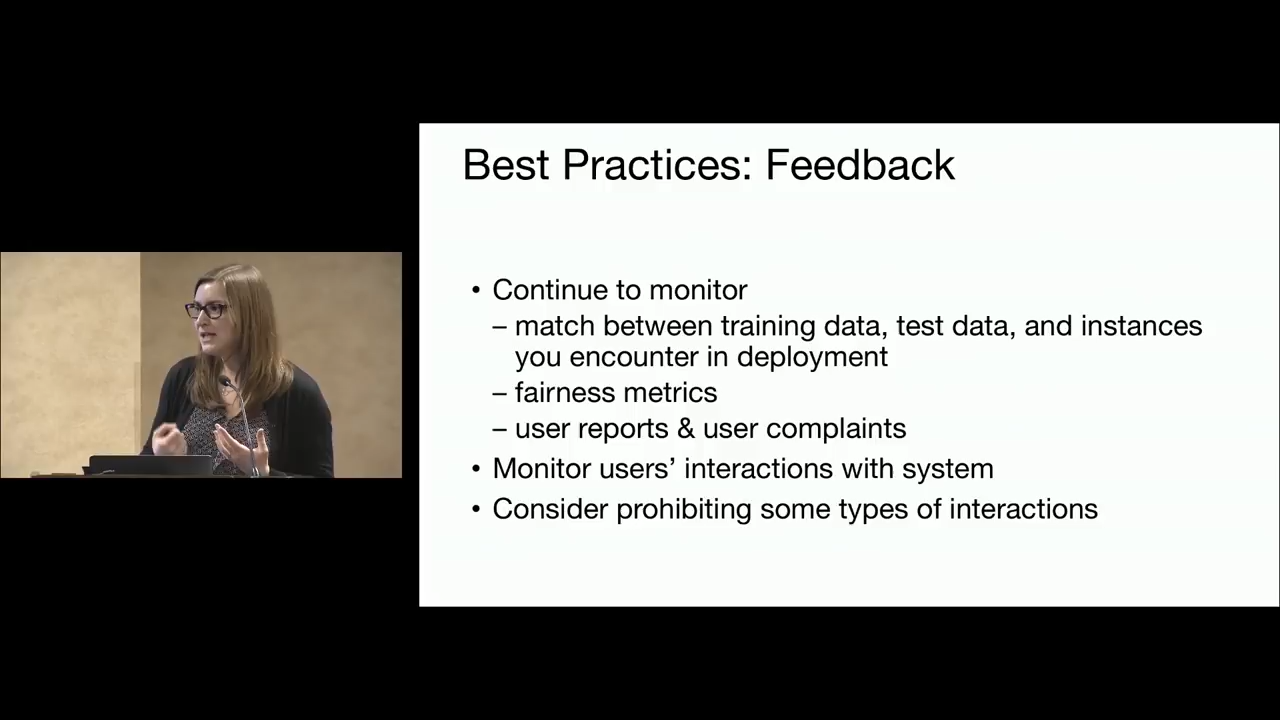 Best Practices: Feedback
• Continue to monitor
– match between training data, test data, and instances
you encounter in deployment
– fairness metrics
– user reports & user complaints
• Monitor users’ interactions with system
• Consider prohibiting some types of interactions